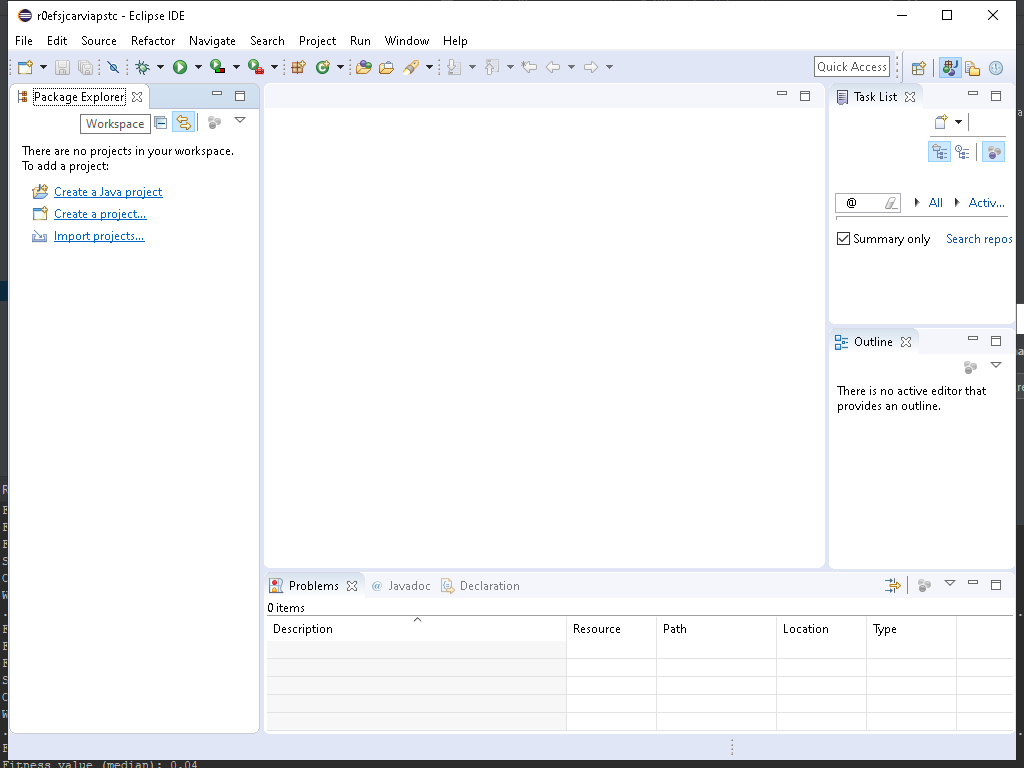 r0efsjcarviapstc - Eclipse IDE
File Edit Source Refactor Navigate Search Project Run Window Help
Quick Access
Package Explorer
Workspace
There are no projects in your workspace.
To add a project:
Create a Java project
Create a project...
Import projects...
Task List
@
All
Activ...
Summary only
Search repos
Outline
There is no active editor that
provides an outline.
Problems
@ Javadoc
Declaration
0 items
Description Resource Path Location Type
Fitness value (median): 0.04